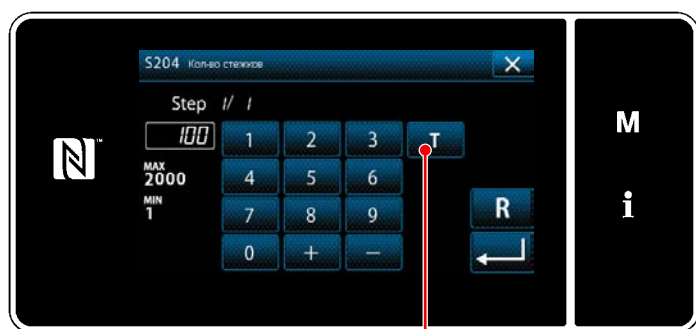 S204 Кол-во стежков
Step 1/ 1
100
1 2 3 T
MAX
2000
4 5 6
MIN
1
7 8 9 R
0 + −
M
i
N